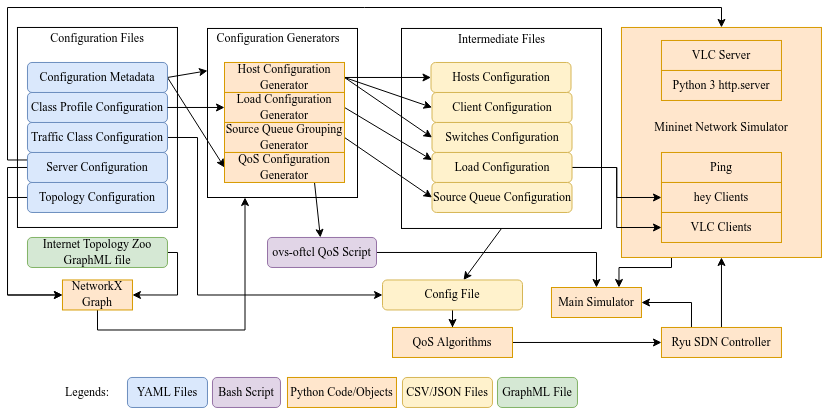 Configuration Files
Configuration Metadata
Class Profile Configuration
Traffic Class Configuration
Server Configuration
Topology Configuration
Internet Topology Zoo
GraphML file
NetworkX
Graph
Configuration Generators
Host Configuration
Generator
Load Configuration
Generator
Source Queue Grouping
Generator
QoS Configuration
Generator
ovs-oftcl QoS Script
Intermediate Files
Hosts Configuration
Client Configuration
Switches Configuration
Load Configuration
Source Queue Configuration
Config File
QoS Algorithms
VLC Server
Python 3 http.server
Mininet Network Simulator
Ping
hey Clients
VLC Clients
Main Simulator
Ryu SDN Controller
Legends:
YAML Files
Bash Script
Python Code/Objects
CSV/JSON Files
GraphML File